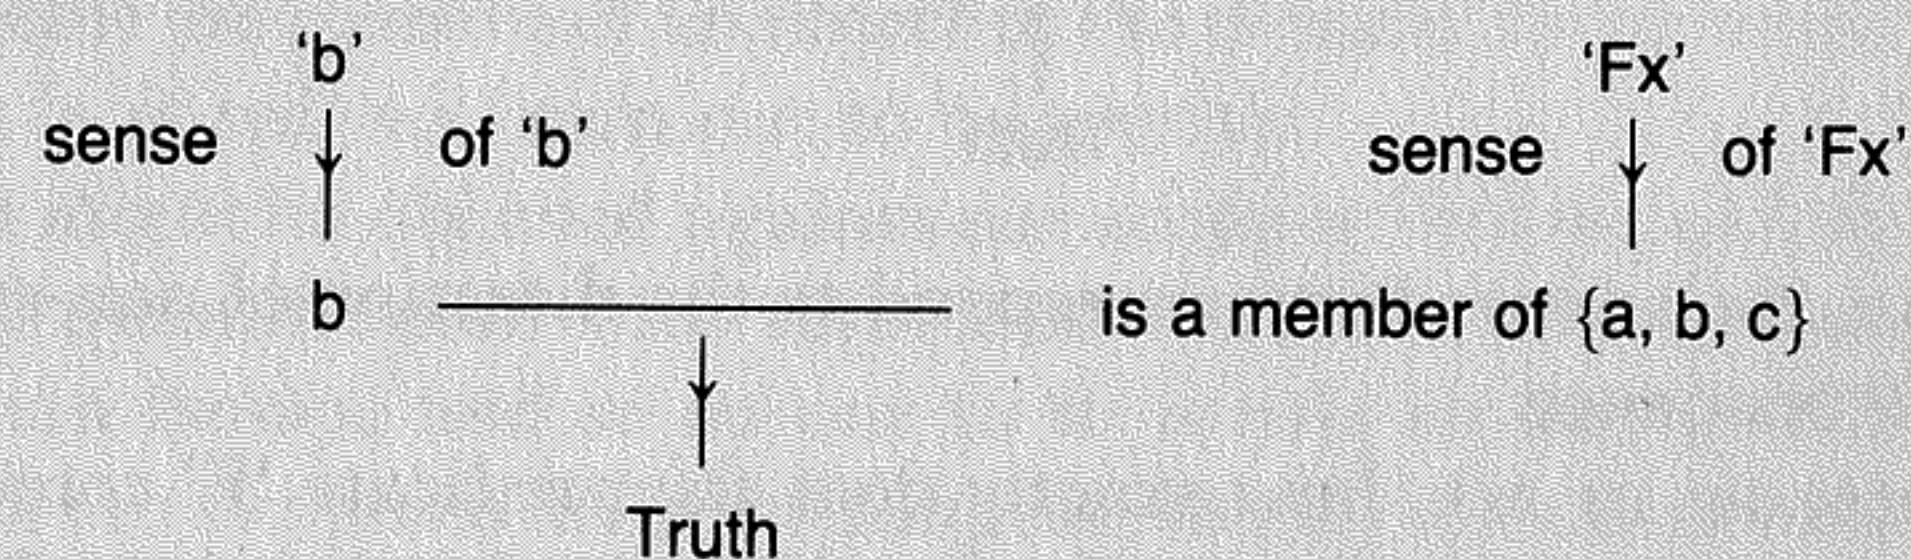 ‘b’ ‘Fx’
sense of ‘b’ sense of ‘Fx’
b is a member of {a, b, c}
Truth